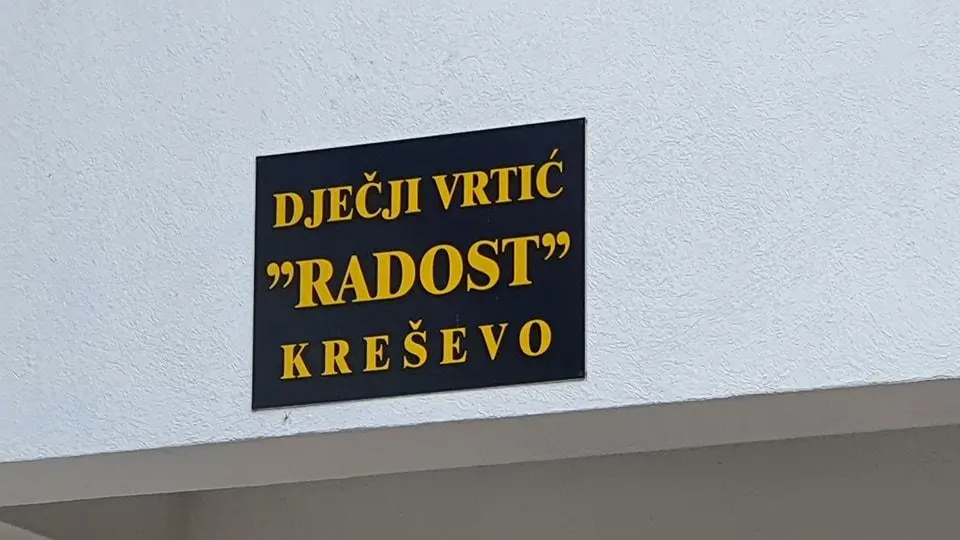 DJEČJI VRTIĆ
”RADOST”
KREŠEVO